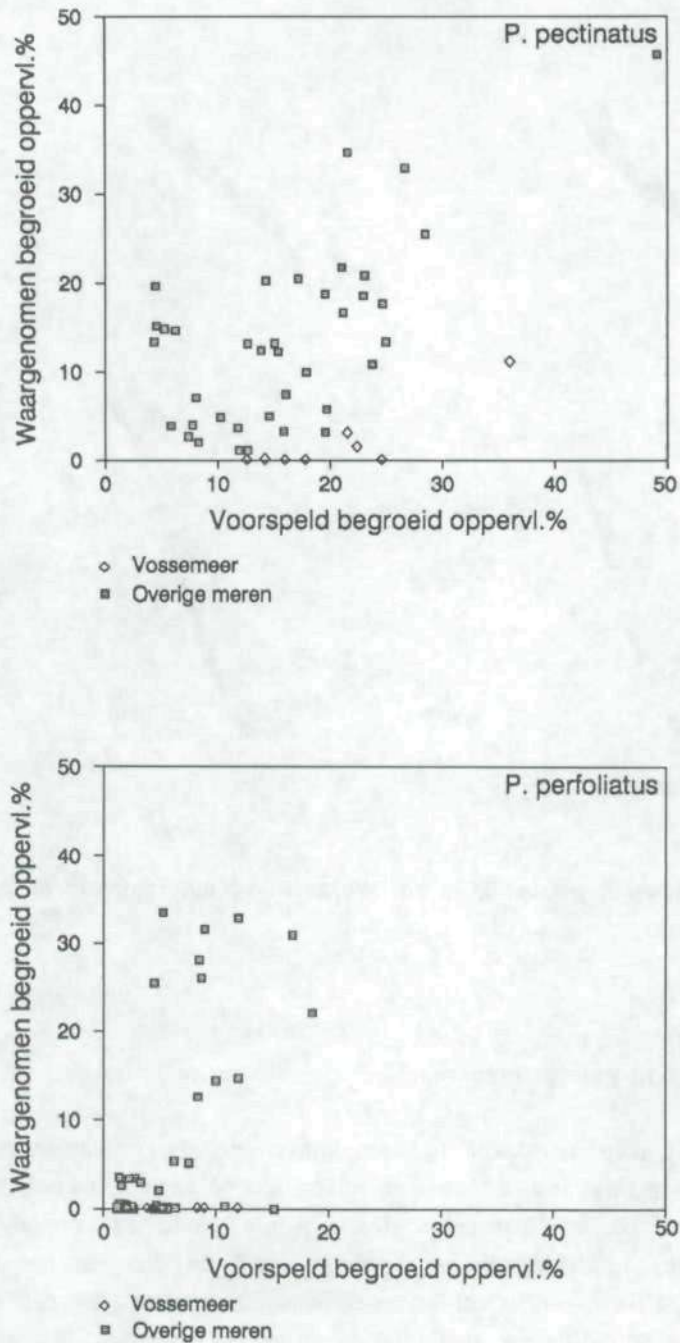 P. pectinatus
Waargenomen begroeid oppervl.%
50
40
30
20
10
0
0 10 20 30 40 50
Voorspeld begroeid oppervl.%
Vossemeer
Overige meren
P. perfoliatus
Waargenomen begroeid oppervl.%
50
40
30
20
10
0
0 10 20 30 40 50
Voorspeld begroeid oppervl.%
Vossemeer
Overige meren